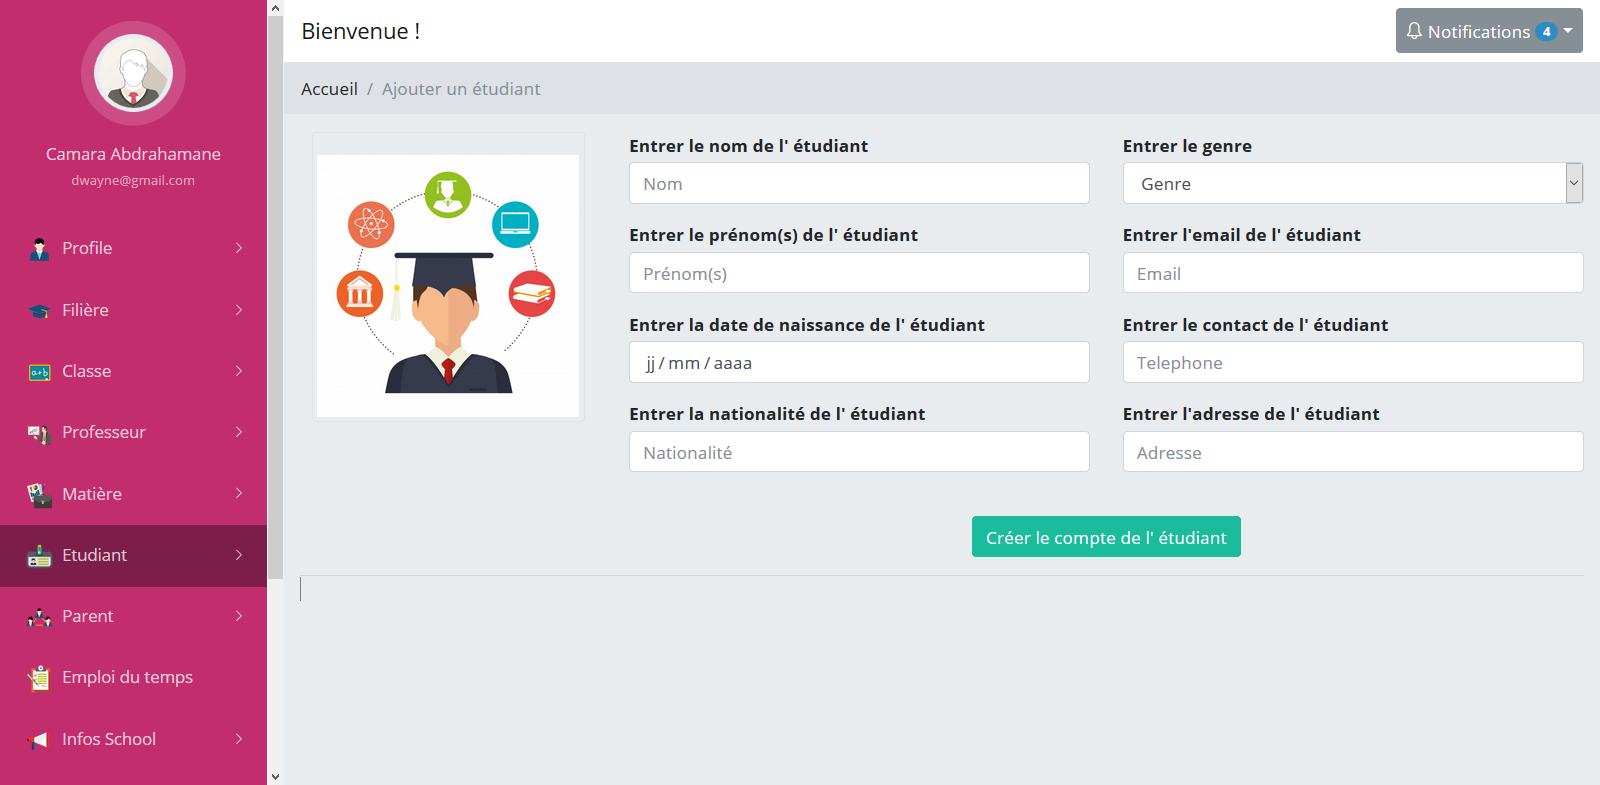 Camara Abdrahamane
dwayne@gmail.com
Profile
Filière
a+b Classe
Professeur
Matière
Etudiant
Parent
Emploi du temps
Infos School
Bienvenue !
Notifications 4
Accueil / Ajouter un étudiant
Entrer le nom de l' étudiant
Nom
Entrer le prénom(s) de l' étudiant
Prénom(s)
Entrer la date de naissance de l' étudiant
jj / mm / aaaa
Entrer la nationalité de l' étudiant
Nationalité
Entrer le genre
Genre
Entrer l'email de l' étudiant
Email
Entrer le contact de l' étudiant
Telephone
Entrer l'adresse de l' étudiant
Adresse
Créer le compte de l' étudiant